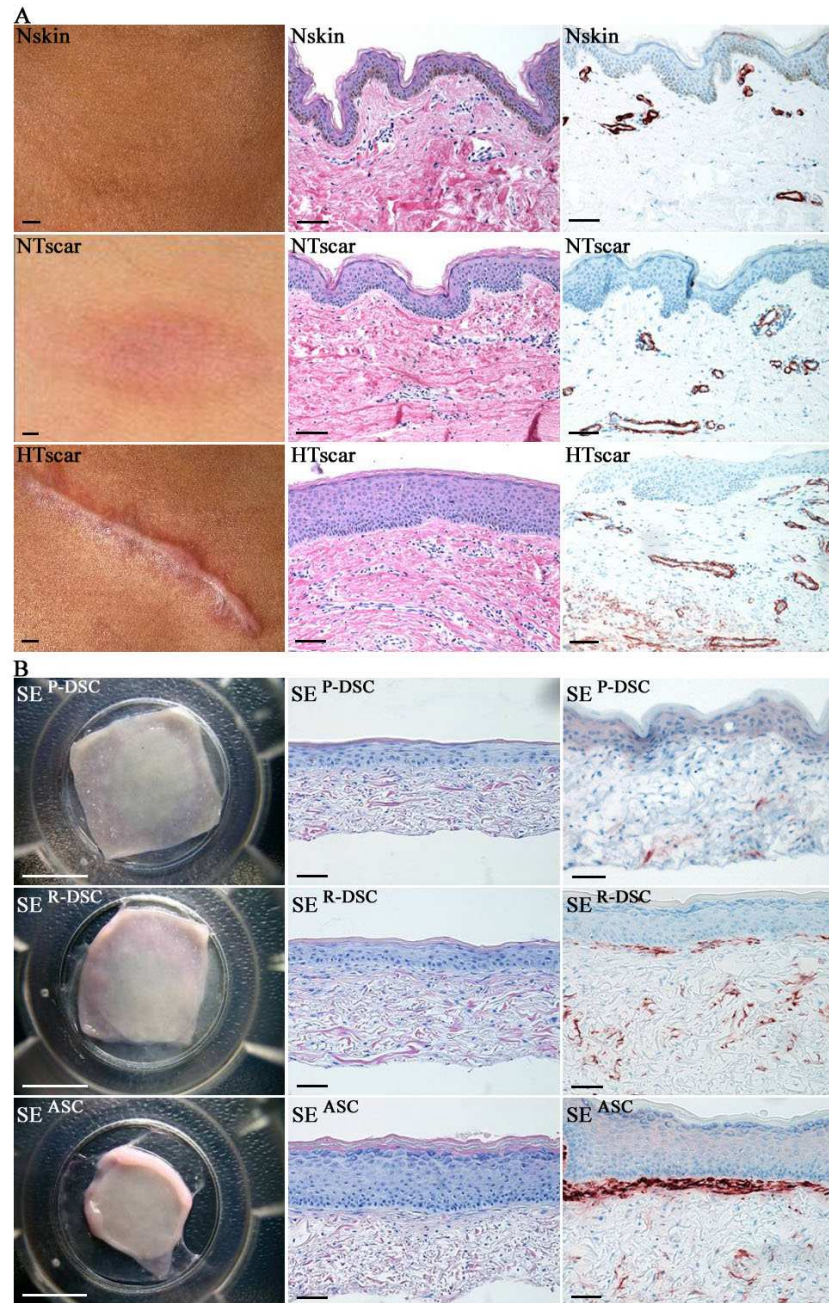 A
Nskin Nskin Nskin
NTscar NTscar NTscar
HTscar HTscar HTscar
B
SE P-DSC SE P-DSC SE P-DSC
SE R-DSC SE R-DSC SE R-DSC
SE ASC SE ASC SE ASC